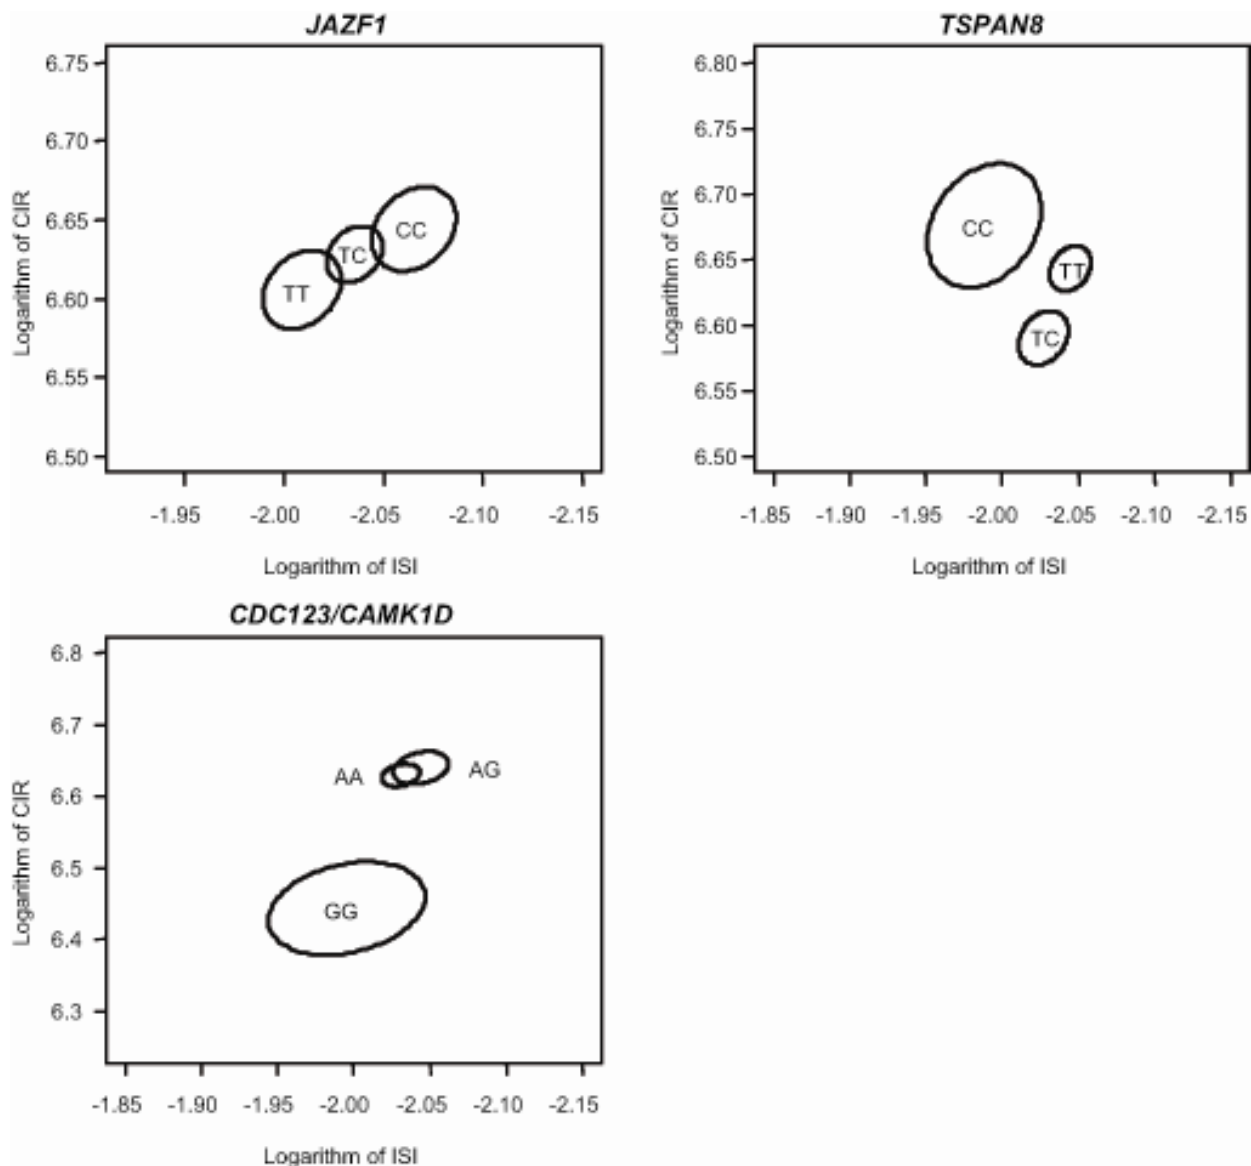 JAZF1
6.75
6.70
6.65
6.60
6.55
6.50
Logarithm of CIR
TT
TC
CC
-1.95 -2.00 -2.05 -2.10 -2.15
Logarithm of ISI
TSPAN8
6.80
6.75
6.70
6.65
6.60
6.55
6.50
Logarithm of CIR
CC
TT
TC
-1.85 -1.90 -1.95 -2.00 -2.05 -2.10 -2.15
Logarithm of ISI
CDC123/CAMK1D
6.8
6.7
6.6
6.5
6.4
6.3
Logarithm of CIR
AA
AG
GG
-1.85 -1.90 -1.95 -2.00 -2.05 -2.10 -2.15
Logarithm of ISI